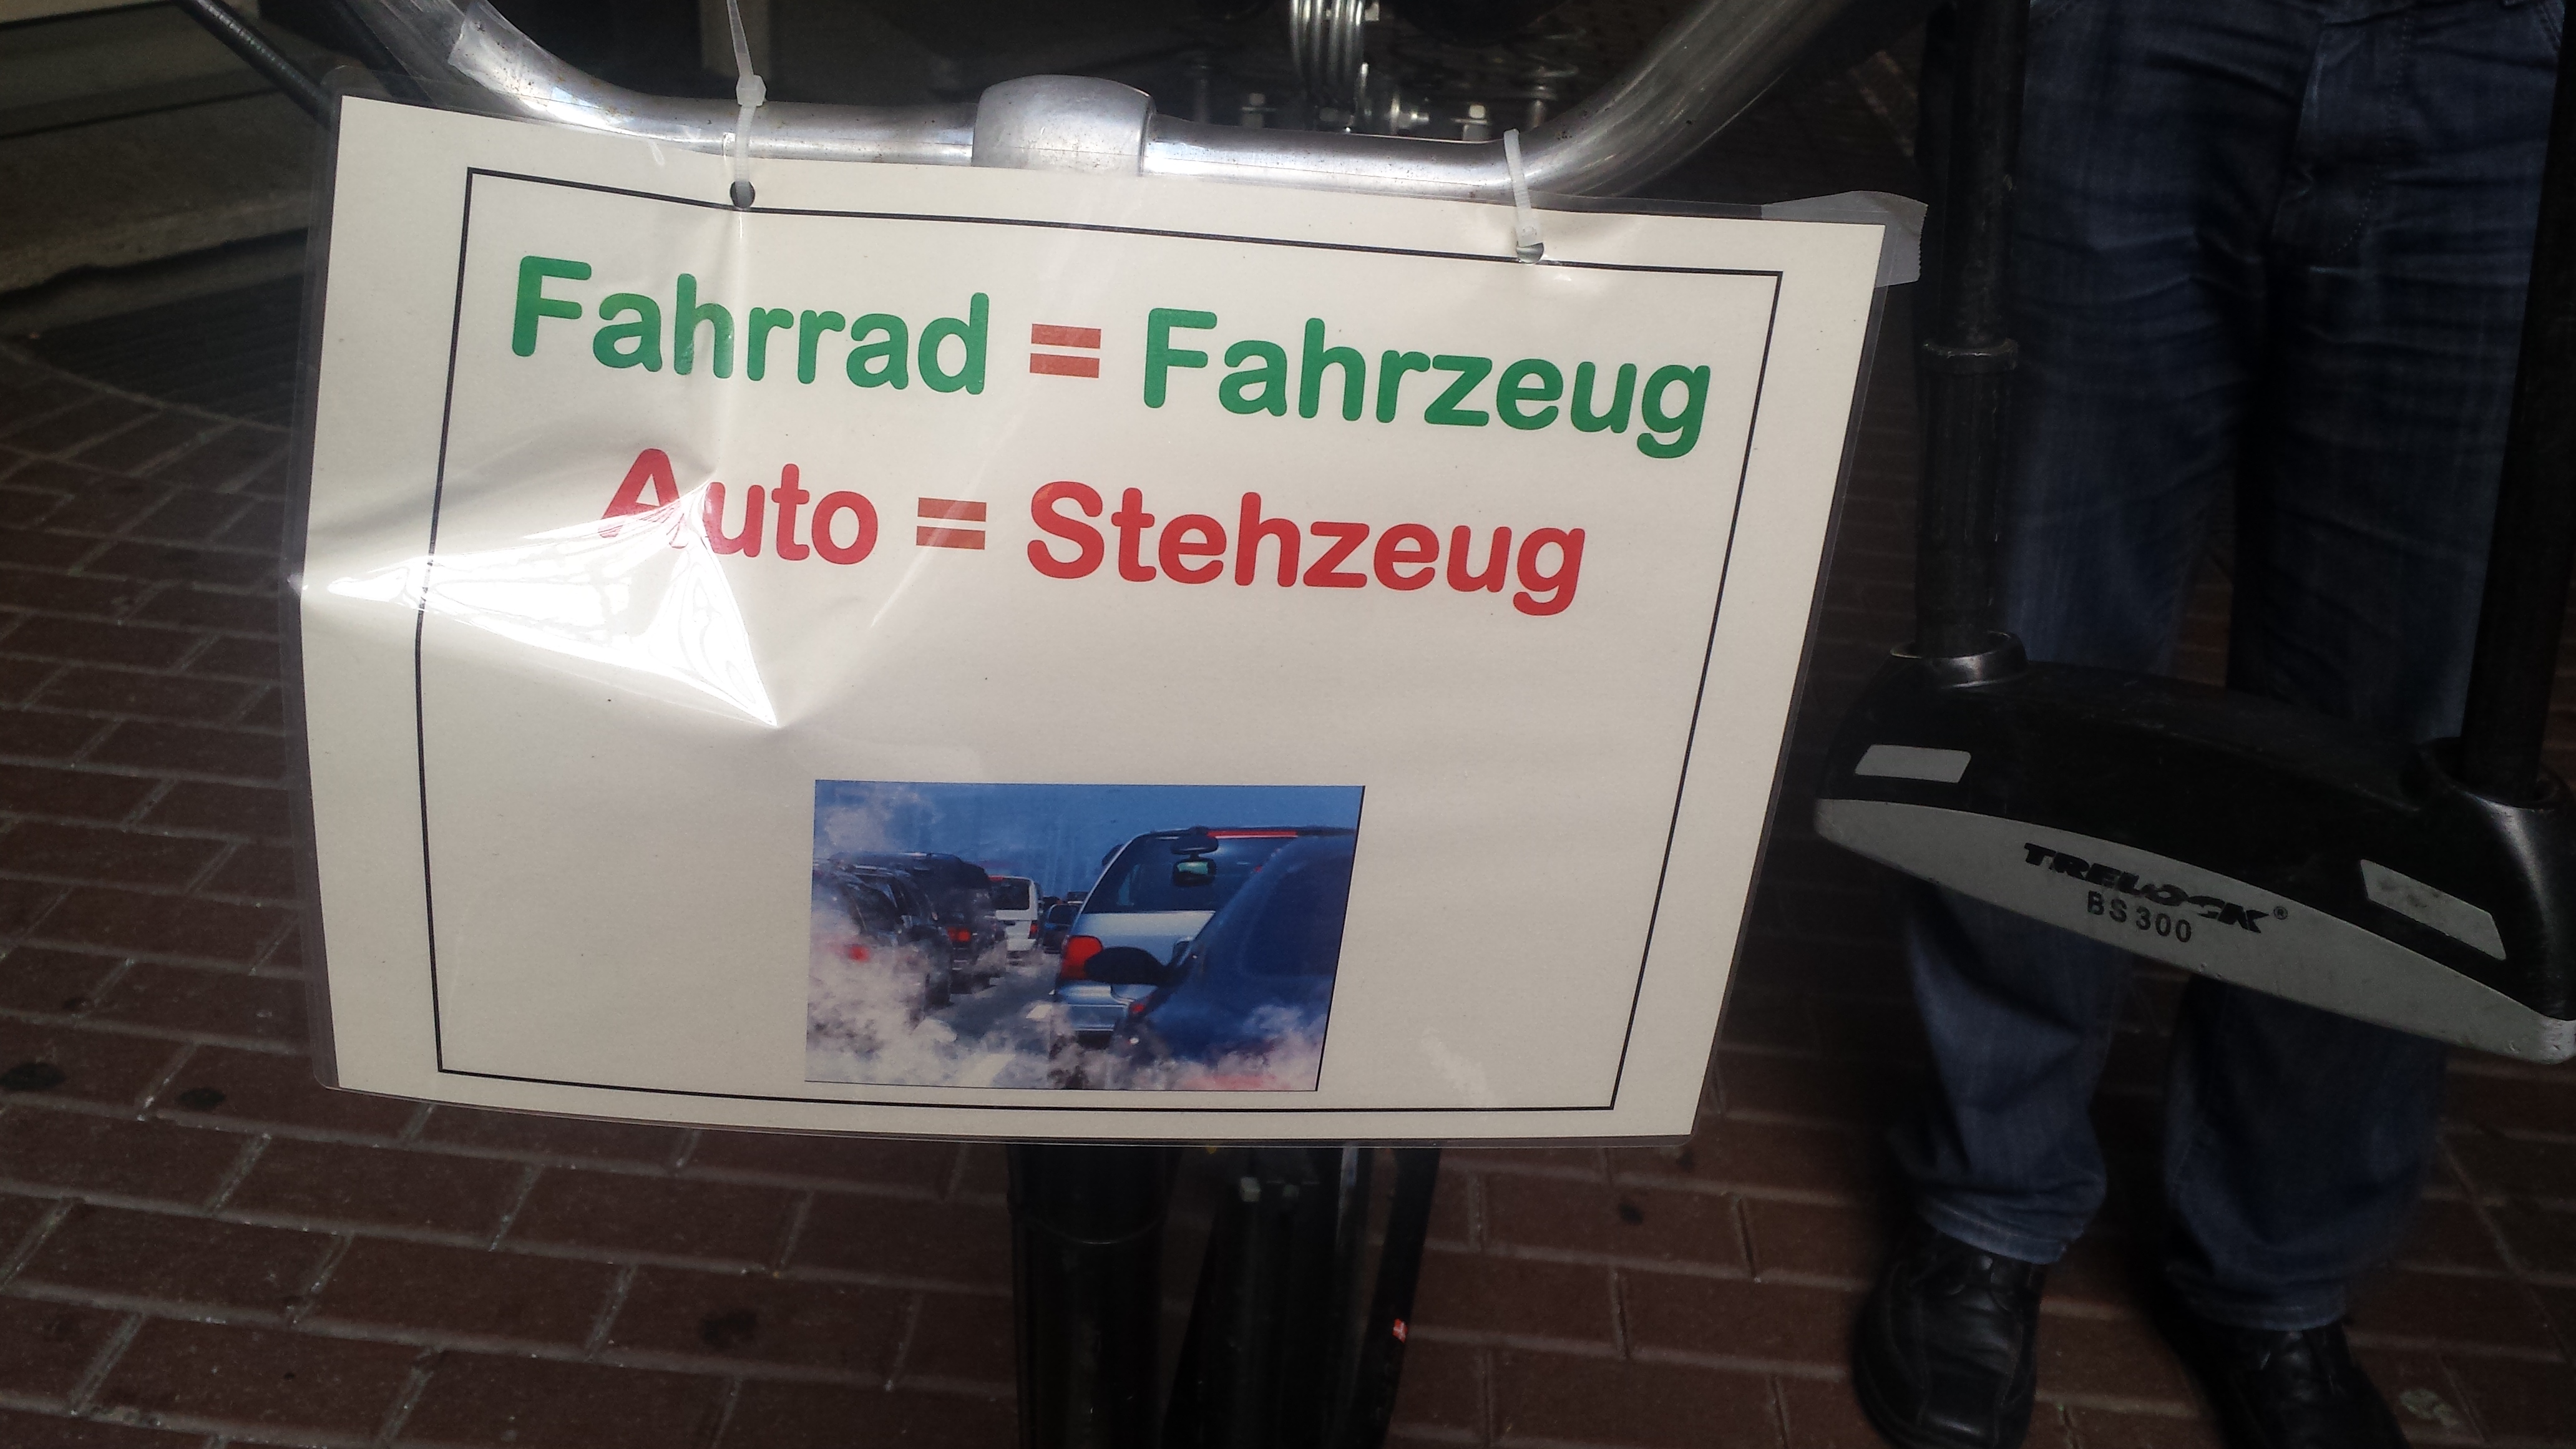 Fahrrad = Fahrzeug
Auto = Stehzeug
TRELOCK®
BS 300